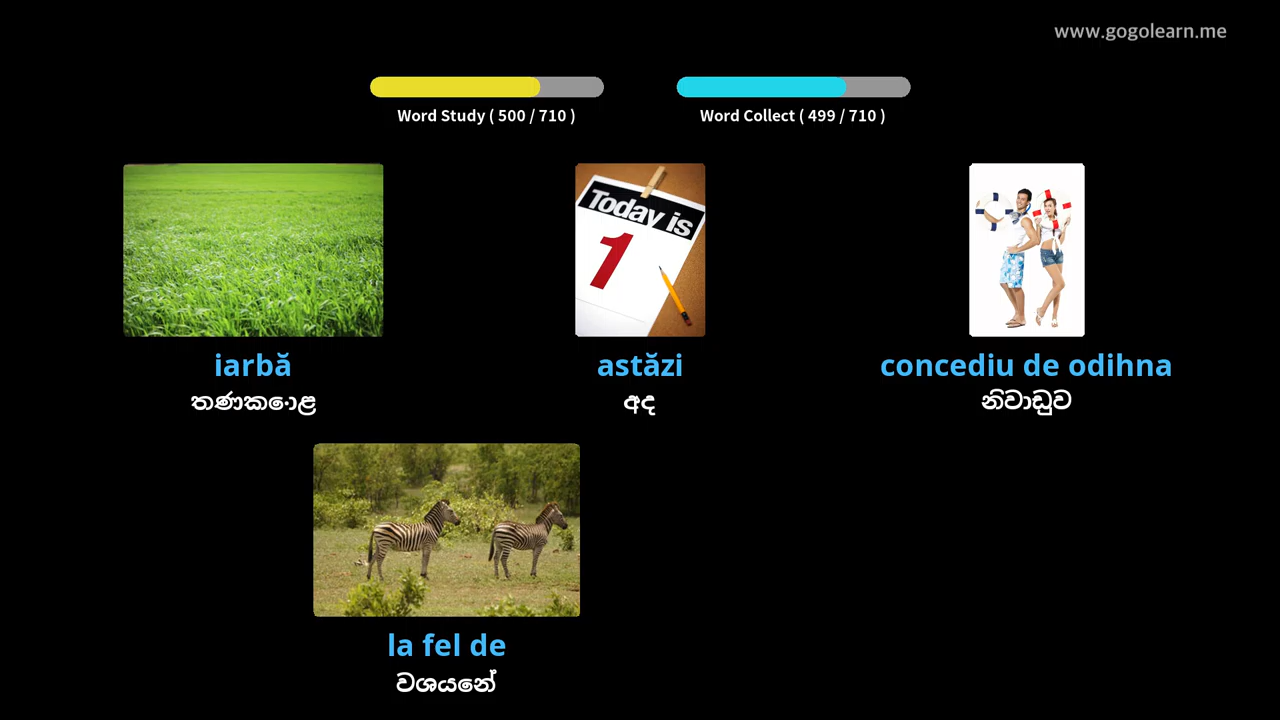 www.gogolearn.me
Word Study ( 500 / 710 )
Word Collect ( 499 / 710 )
Today is
1
iarbă
තණකොළ
astăzi
අද
concediu de odihna
නිවාඩුව
la fel de
වශයනේ